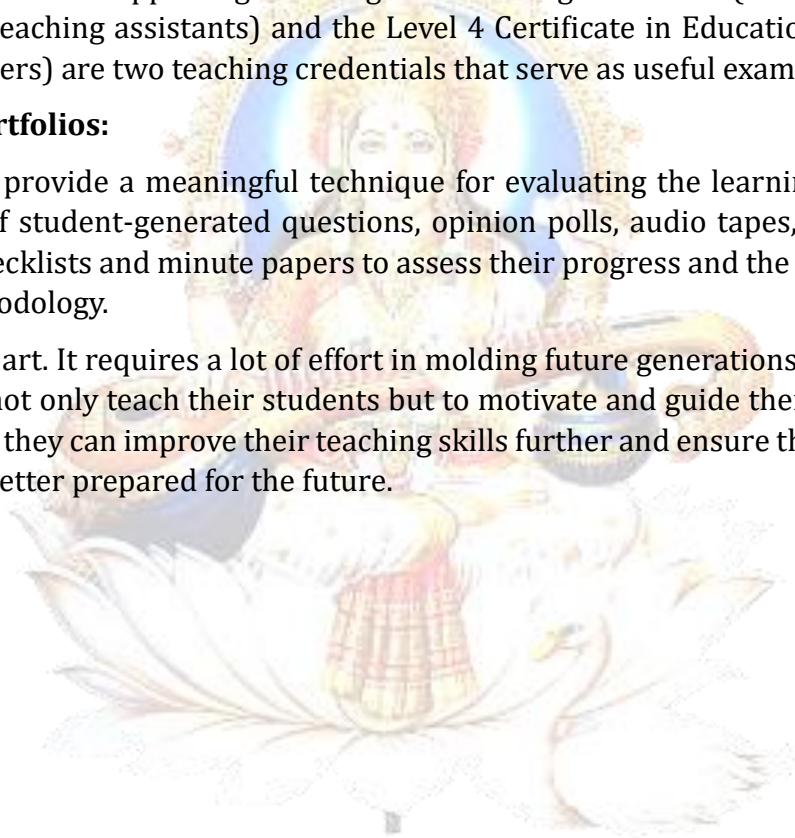 eaching assistants) and the Level 4 Certificate in Educatio
ers) are two teaching credentials that serve as useful exam
rtfolios:
provide a meaningful technique for evaluating the learnin
f student-generated questions, opinion polls, audio tapes,
ecklists and minute papers to assess their progress and the
odology.
art. It requires a lot of effort in molding future generations
not only teach their students but to motivate and guide the
they can improve their teaching skills further and ensure th
etter prepared for the future.